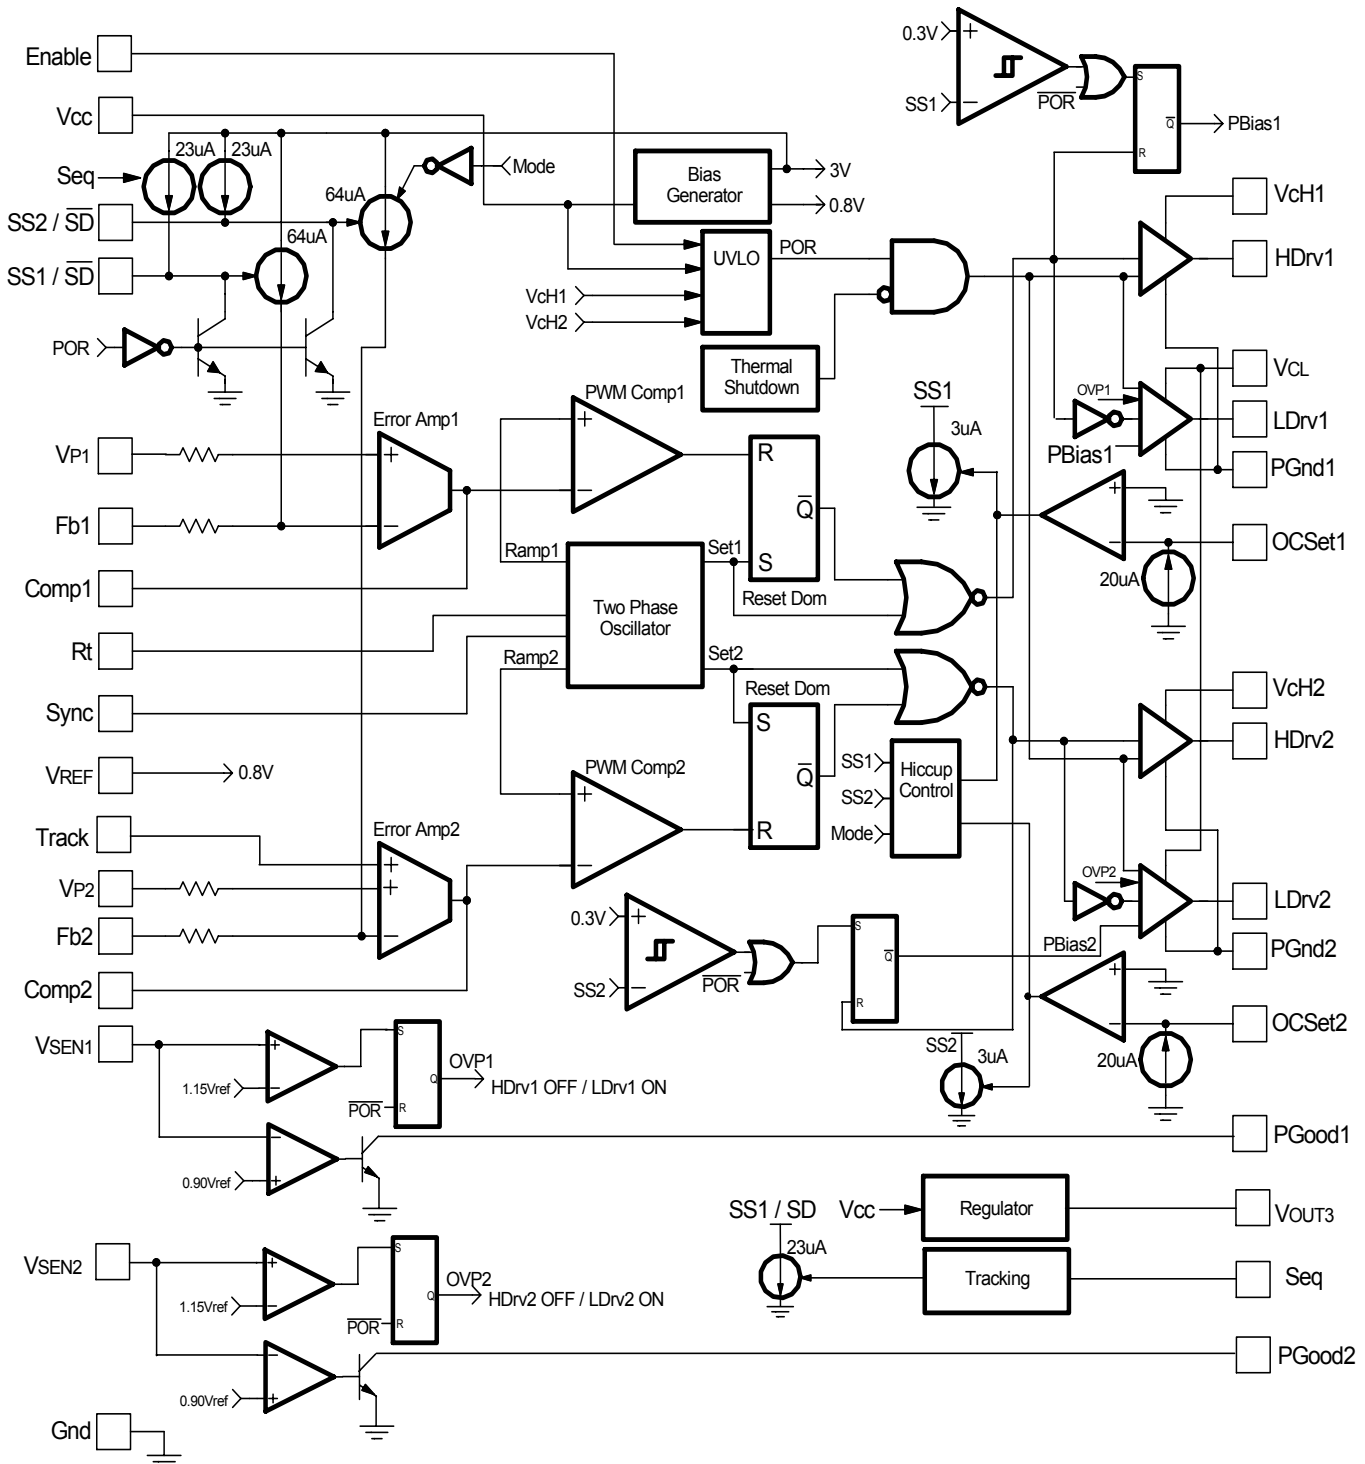 Enable
Vcc
Seq
SS2 / SD
SS1 / SD
23uA
23uA
64uA
64uA
Mode
POR
Bias Generator
3V
0.8V
UVLO
POR
VcH1
VcH2
Thermal Shutdown
0.3V
SS1
POR
S
Q
R
PBias1
VcH1
HDrv1
VCL
OVP1
LDrv1
PBias1
PGnd1
SS1
3uA
OCSet1
20uA
VP1
Error Amp1
PWM Comp1
Fb1
Comp1
Rt
Sync
VREF
0.8V
Ramp1
Set1
Two Phase Oscillator
Ramp2
Set2
R
Q
S
Reset Dom
Reset Dom
S
Q
R
PWM Comp2
SS1
SS2
Mode
Hiccup Control
VcH2
HDrv2
OVP2
LDrv2
PBias2
PGnd2
OCSet2
20uA
SS2
3uA
Track
Error Amp2
VP2
Fb2
Comp2
0.3V
SS2
POR
S
Q
R
VSEN1
1.15Vref
S
Q
POR
R
OVP1
HDrv1 OFF / LDrv1 ON
0.90Vref
PGood1
SS1 / SD
23uA
Vcc
Regulator
VOUT3
Tracking
Seq
VSEN2
1.15Vref
S
Q
POR
R
OVP2
HDrv2 OFF / LDrv2 ON
0.90Vref
PGood2
Gnd